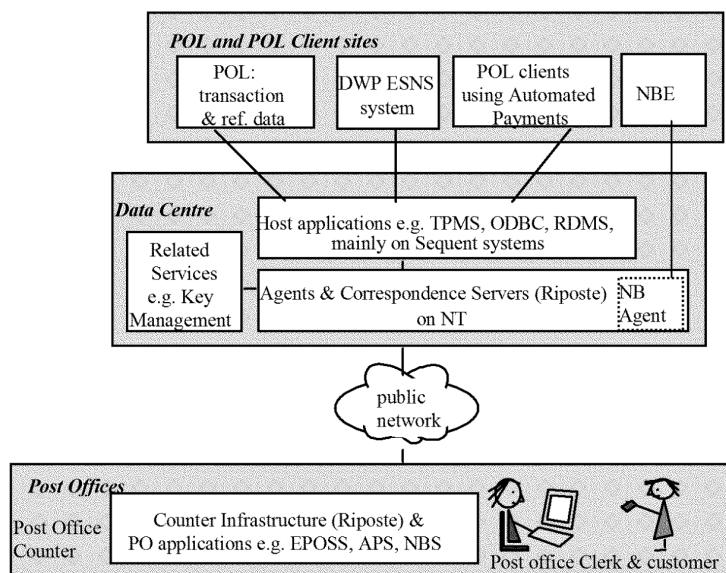 POL and POL Client sites
POL:
transaction
& ref. data
DWP ESNS
system
POL clients
using Automated
Payments
NBE
Data Centre
Host applications e.g. TPMS, ODBC, RDMS,
mainly on Sequent systems
Related
Services
e.g. Key
Management
Agents & Correspondence Servers (Riposte)
on NT
NB
Agent
public
network
Post Offices
Post Office
Counter
Counter Infrastructure (Riposte) &
PO applications e.g. EPOSS, APS, NBS
Post office Clerk & customer